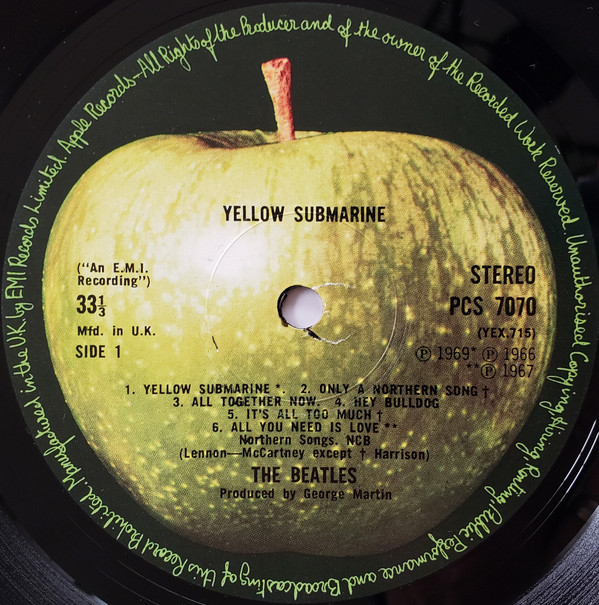 Manufactured in the U.K. by EMI Records Limited. Apple Records—All Rights of the Producer and of the owner of the Recorded Work Reserved. Unauthorised Copying, Hiring, Renting, Public Performance and Broadcasting of this Record Prohibited.
YELLOW SUBMARINE
("An E.M.I.
Recording")
33⅓
Mfd. in U.K.
SIDE 1
STEREO
PCS 7070
(YEX.715)
Ⓟ 1969* Ⓟ 1966
**Ⓟ 1967
1. YELLOW SUBMARINE*. 2. ONLY A NORTHERN SONG†
3. ALL TOGETHER NOW. 4. HEY BULLDOG
5. IT'S ALL TOO MUCH†
6. ALL YOU NEED IS LOVE**
Northern Songs. NCB
(Lennon—McCartney except † Harrison)
THE BEATLES
Produced by George Martin